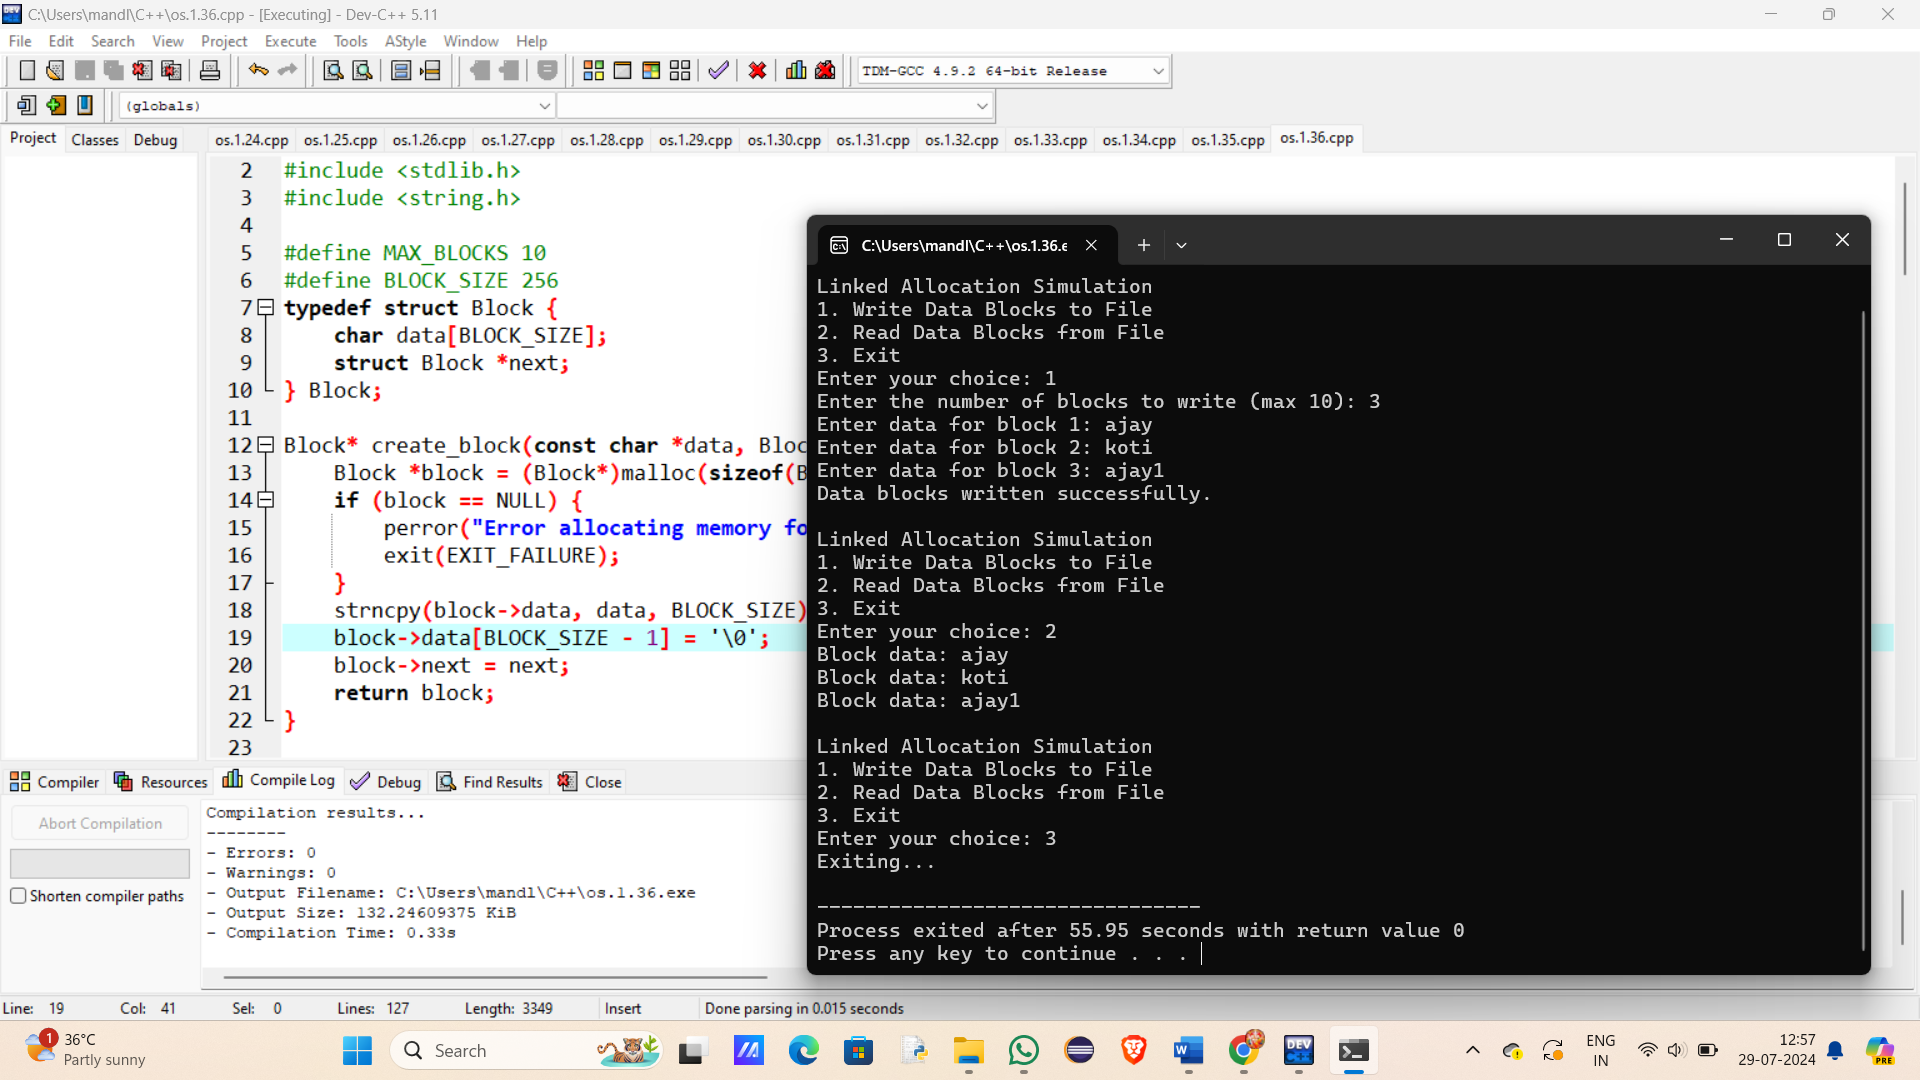 C:\Users\mandl\C++\os.1.36.cpp - [Executing] - Dev-C++ 5.11
File Edit Search View Project Execute Tools AStyle Window Help
TDM-GCC 4.9.2 64-bit Release
(globals)
Project Classes Debug
os.1.24.cpp os.1.25.cpp os.1.26.cpp os.1.27.cpp os.1.28.cpp os.1.29.cpp os.1.30.cpp os.1.31.cpp os.1.32.cpp os.1.33.cpp os.1.34.cpp os.1.35.cpp os.1.36.cpp
2 #include <stdlib.h>
3 #include <string.h>
4
5 #define MAX_BLOCKS 10
6 #define BLOCK_SIZE 256
7 typedef struct Block {
8 char data[BLOCK_SIZE];
9 struct Block *next;
10 } Block;
11
12 Block* create_block(const char *data, Bloc
13 Block *block = (Block*)malloc(sizeof(B
14 if (block == NULL) {
15 perror("Error allocating memory fo
16 exit(EXIT_FAILURE);
17 }
18 strncpy(block->data, data, BLOCK_SIZE)
19 block->data[BLOCK_SIZE - 1] = '\0';
20 block->next = next;
21 return block;
22 }
23
C:\Users\mandl\C++\os.1.36.e
Linked Allocation Simulation
1. Write Data Blocks to File
2. Read Data Blocks from File
3. Exit
Enter your choice: 1
Enter the number of blocks to write (max 10): 3
Enter data for block 1: ajay
Enter data for block 2: koti
Enter data for block 3: ajay1
Data blocks written successfully.
Linked Allocation Simulation
1. Write Data Blocks to File
2. Read Data Blocks from File
3. Exit
Enter your choice: 2
Block data: ajay
Block data: koti
Block data: ajay1
Linked Allocation Simulation
1. Write Data Blocks to File
2. Read Data Blocks from File
3. Exit
Enter your choice: 3
Exiting...
--------------------------------
Process exited after 55.95 seconds with return value 0
Press any key to continue . . .
Compiler Resources Compile Log Debug Find Results Close
Abort Compilation
Shorten compiler paths
Compilation results...
--------
- Errors: 0
- Warnings: 0
- Output Filename: C:\Users\mandl\C++\os.1.36.exe
- Output Size: 132.24609375 KiB
- Compilation Time: 0.33s
Line: 19 Col: 41 Sel: 0 Lines: 127 Length: 3349 Insert Done parsing in 0.015 seconds
1
36°C
Partly sunny
Search
DEV
C++
W
ENG
IN
12:57
29-07-2024
PRE